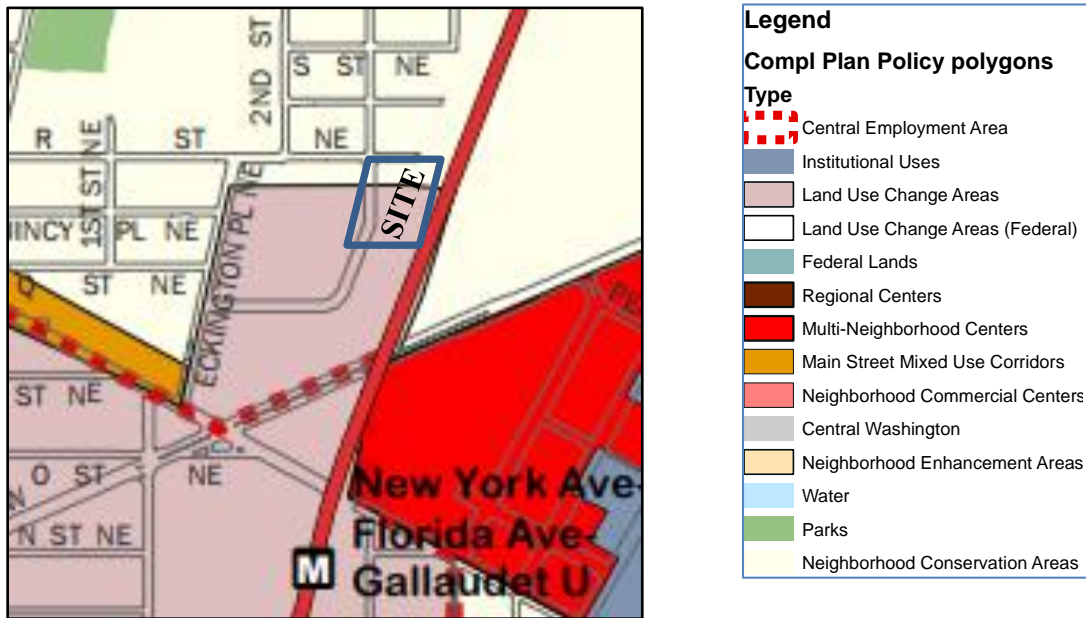 2ND ST
S ST NE
R ST NE
1ST ST NE
SITE
INCY PL NE
ECKINGTON PL NE
Q ST NE
ST NE
O ST NE
N ST NE
New York Ave-
Florida Ave-
Gallaudet U
M
Legend
Compl Plan Policy polygons
Type
Central Employment Area
Institutional Uses
Land Use Change Areas
Land Use Change Areas (Federal)
Federal Lands
Regional Centers
Multi-Neighborhood Centers
Main Street Mixed Use Corridors
Neighborhood Commercial Centers
Central Washington
Neighborhood Enhancement Areas
Water
Parks
Neighborhood Conservation Areas